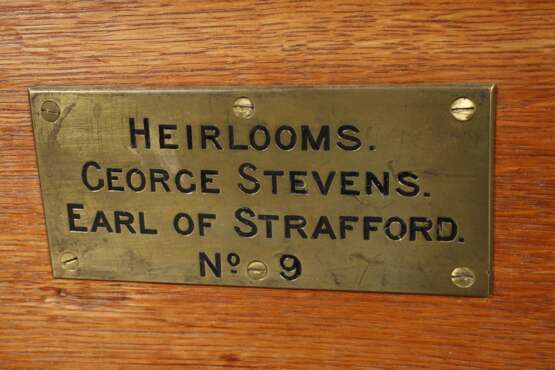 HEIRLOOMS.
GEORGE STEVENS.
EARL OF STRAFFORD.
Nº 9